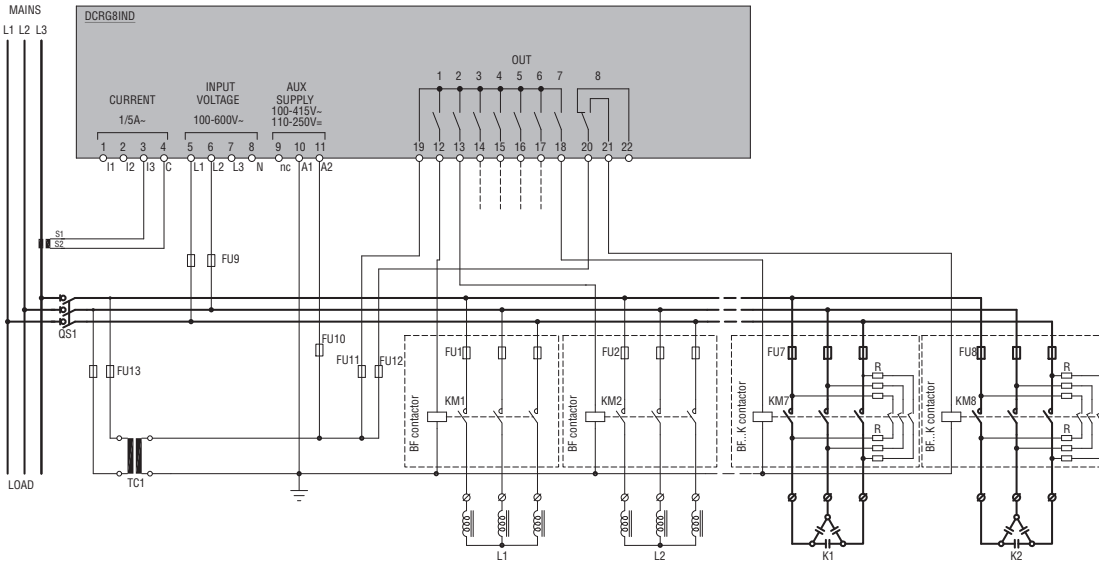 MAINS
L1 L2 L3
DCRG8IND
CURRENT
1/5A~
INPUT
VOLTAGE
100-600V~
AUX
SUPPLY
100-415V~
110-250V=
OUT
1 2 3 4 5 6 7 8
1 2 3 4 5 6 7 8 9 10 11 19 12 13 14 15 16 17 18 20 21 22
I1 I2 I3 C L1 L2 L3 N nc A1 A2
S1
S2
FU9
QS1
FU10
FU11 FU12
FU13
FU1 FU2 FU7 FU8
R R
KM1 KM2 KM7 KM8
R R
BF contactor
BF contactor
BF...K contactor
BF...K contactor
TC1
LOAD
L1 L2 K1 K2